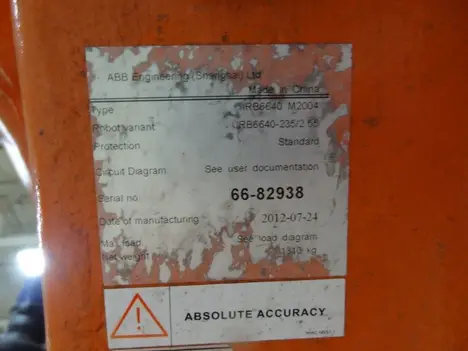 ABB Engineering (Shanghai) Ltd
Made in China
Type IRB6640 M2004
Robot variant IRB6640-235/2.55
Protection Standard
Circuit Diagram See user documentation
Serial no 66-82938
Date of manufacturing 2012-07-24
Max load See load diagram
Net weight 1340 kg
ABSOLUTE ACCURACY